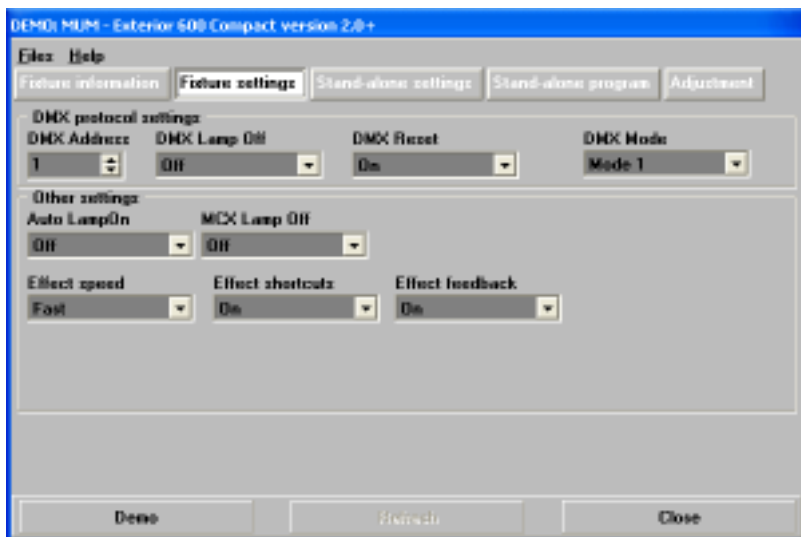 DEMO: MUM - Exterior 600 Compact version 2.0+
Files Help
Fixture information Fixture settings Stand-alone settings Stand-alone program Adjustment
DMX protocol settings
DMX Address DMX Lamp Off DMX Reset DMX Mode
1 Off On Mode 1
Other settings
Auto LampOn MCX Lamp Off
Off Off
Effect speed Effect shortcuts Effect feedback
Fast On On
Demo Refresh Close